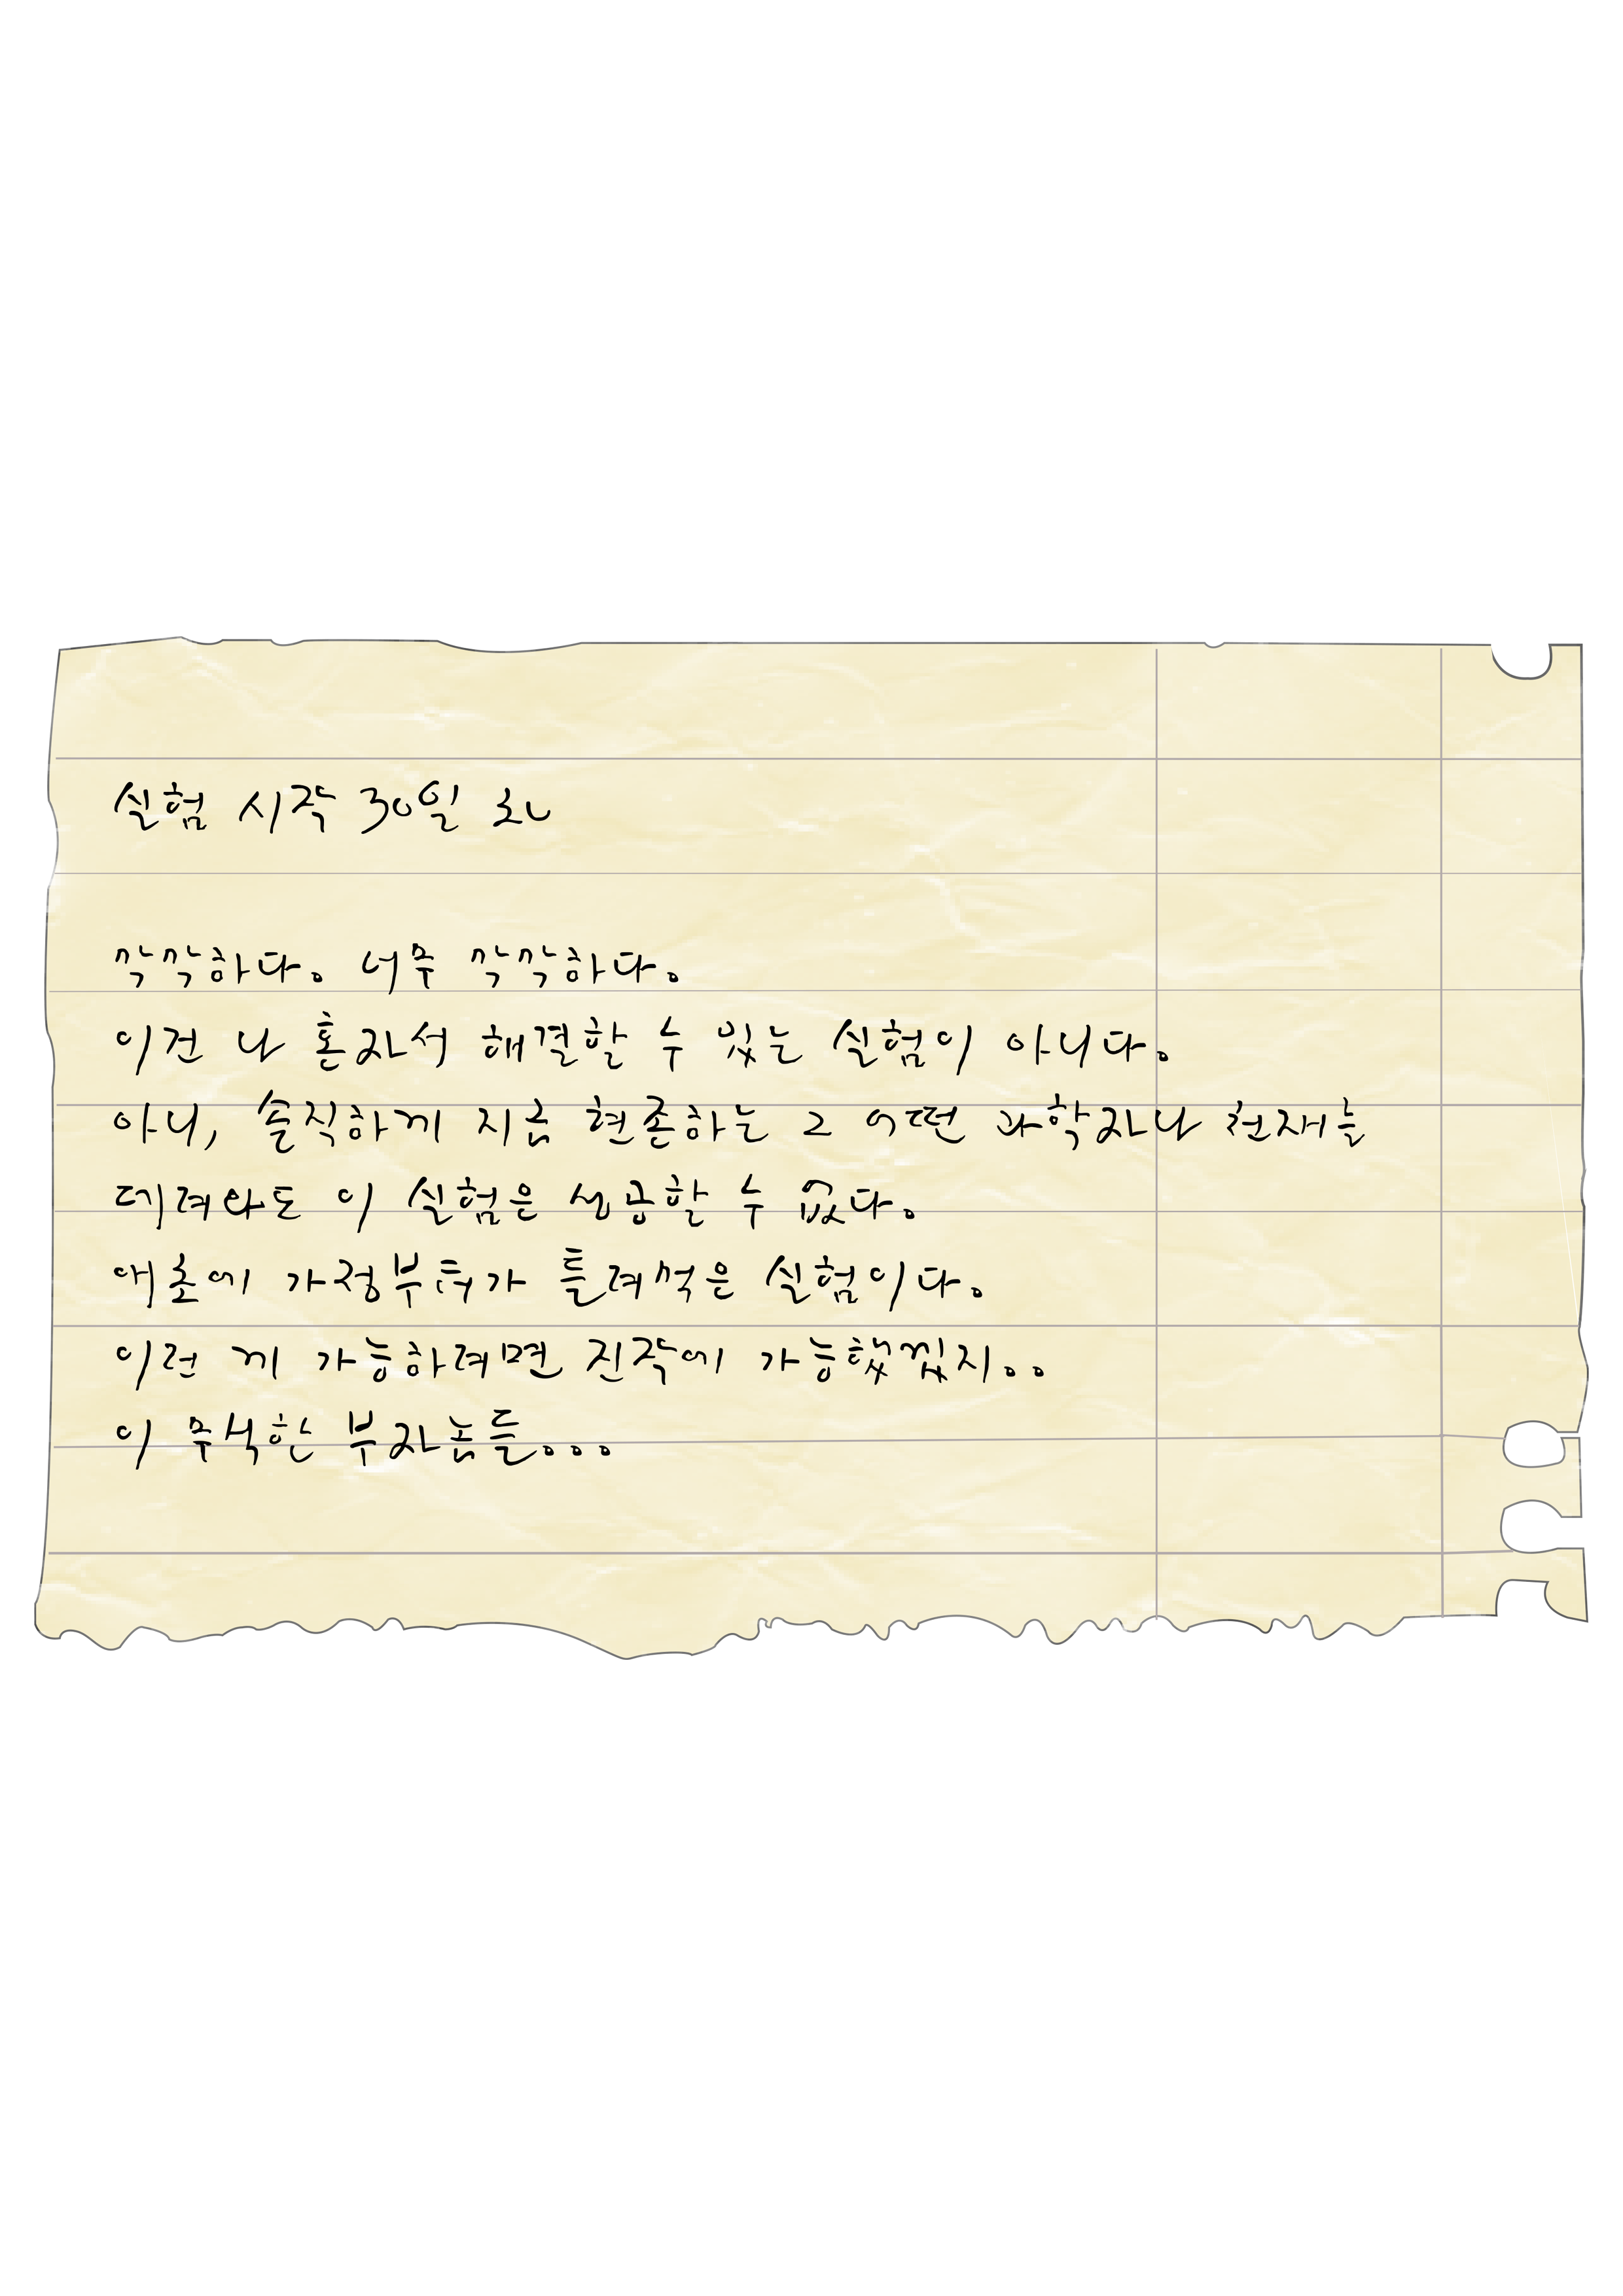 실험 시작 30일 차
막막하다. 너무 막막하다.
이건 나 혼자서 해결할 수 있는 실험이 아니다.
아니, 솔직하게 지금 현존하는 그 어떤 과학자나 천재를
데려와도 이 실험은 성공할 수 없다.
애초에 가정부터가 틀려먹은 실험이다.
이런 게 가능하려면 진작에 가능했겠지..
이 무식한 부자놈들...